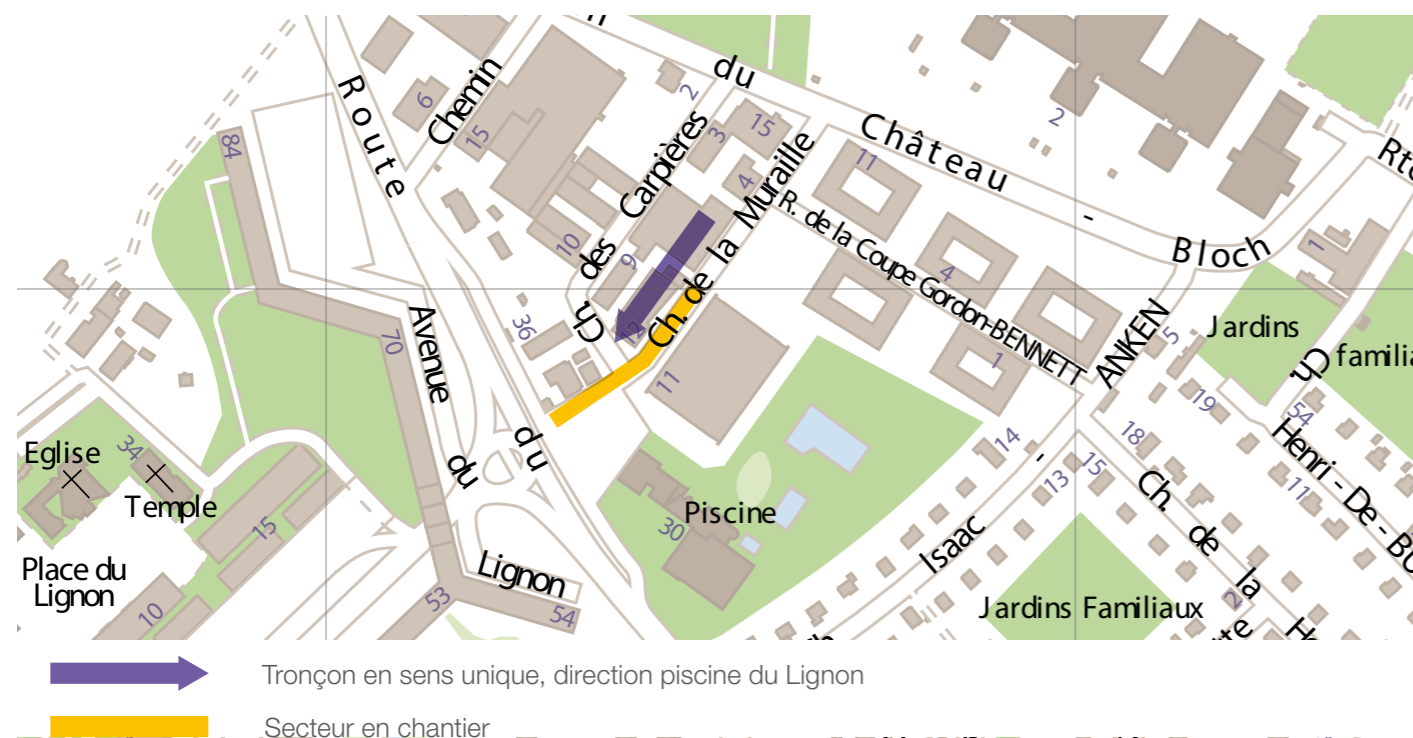 Route
du
Chemin
6
15
Ch. des Carpières
2
3
15
4
10
9
12
Ch. de la Muraille
11
du
Château
-
Bloch
11
R. de la Coupe Gordon-BENNETT
4
1
2
Rte
1
ANKEN
5
Jardins
familia
Ch.
54
19
Henri - De - Bo
11
84
70
Avenue
du
Lignon
36
53
54
34
Eglise
Temple
Place du
Lignon
15
10
Piscine
30
Isaac
-
14
13
15
18
Ch. de la
2
Jardins Familiaux
Tronçon en sens unique, direction piscine du Lignon
Secteur en chantier